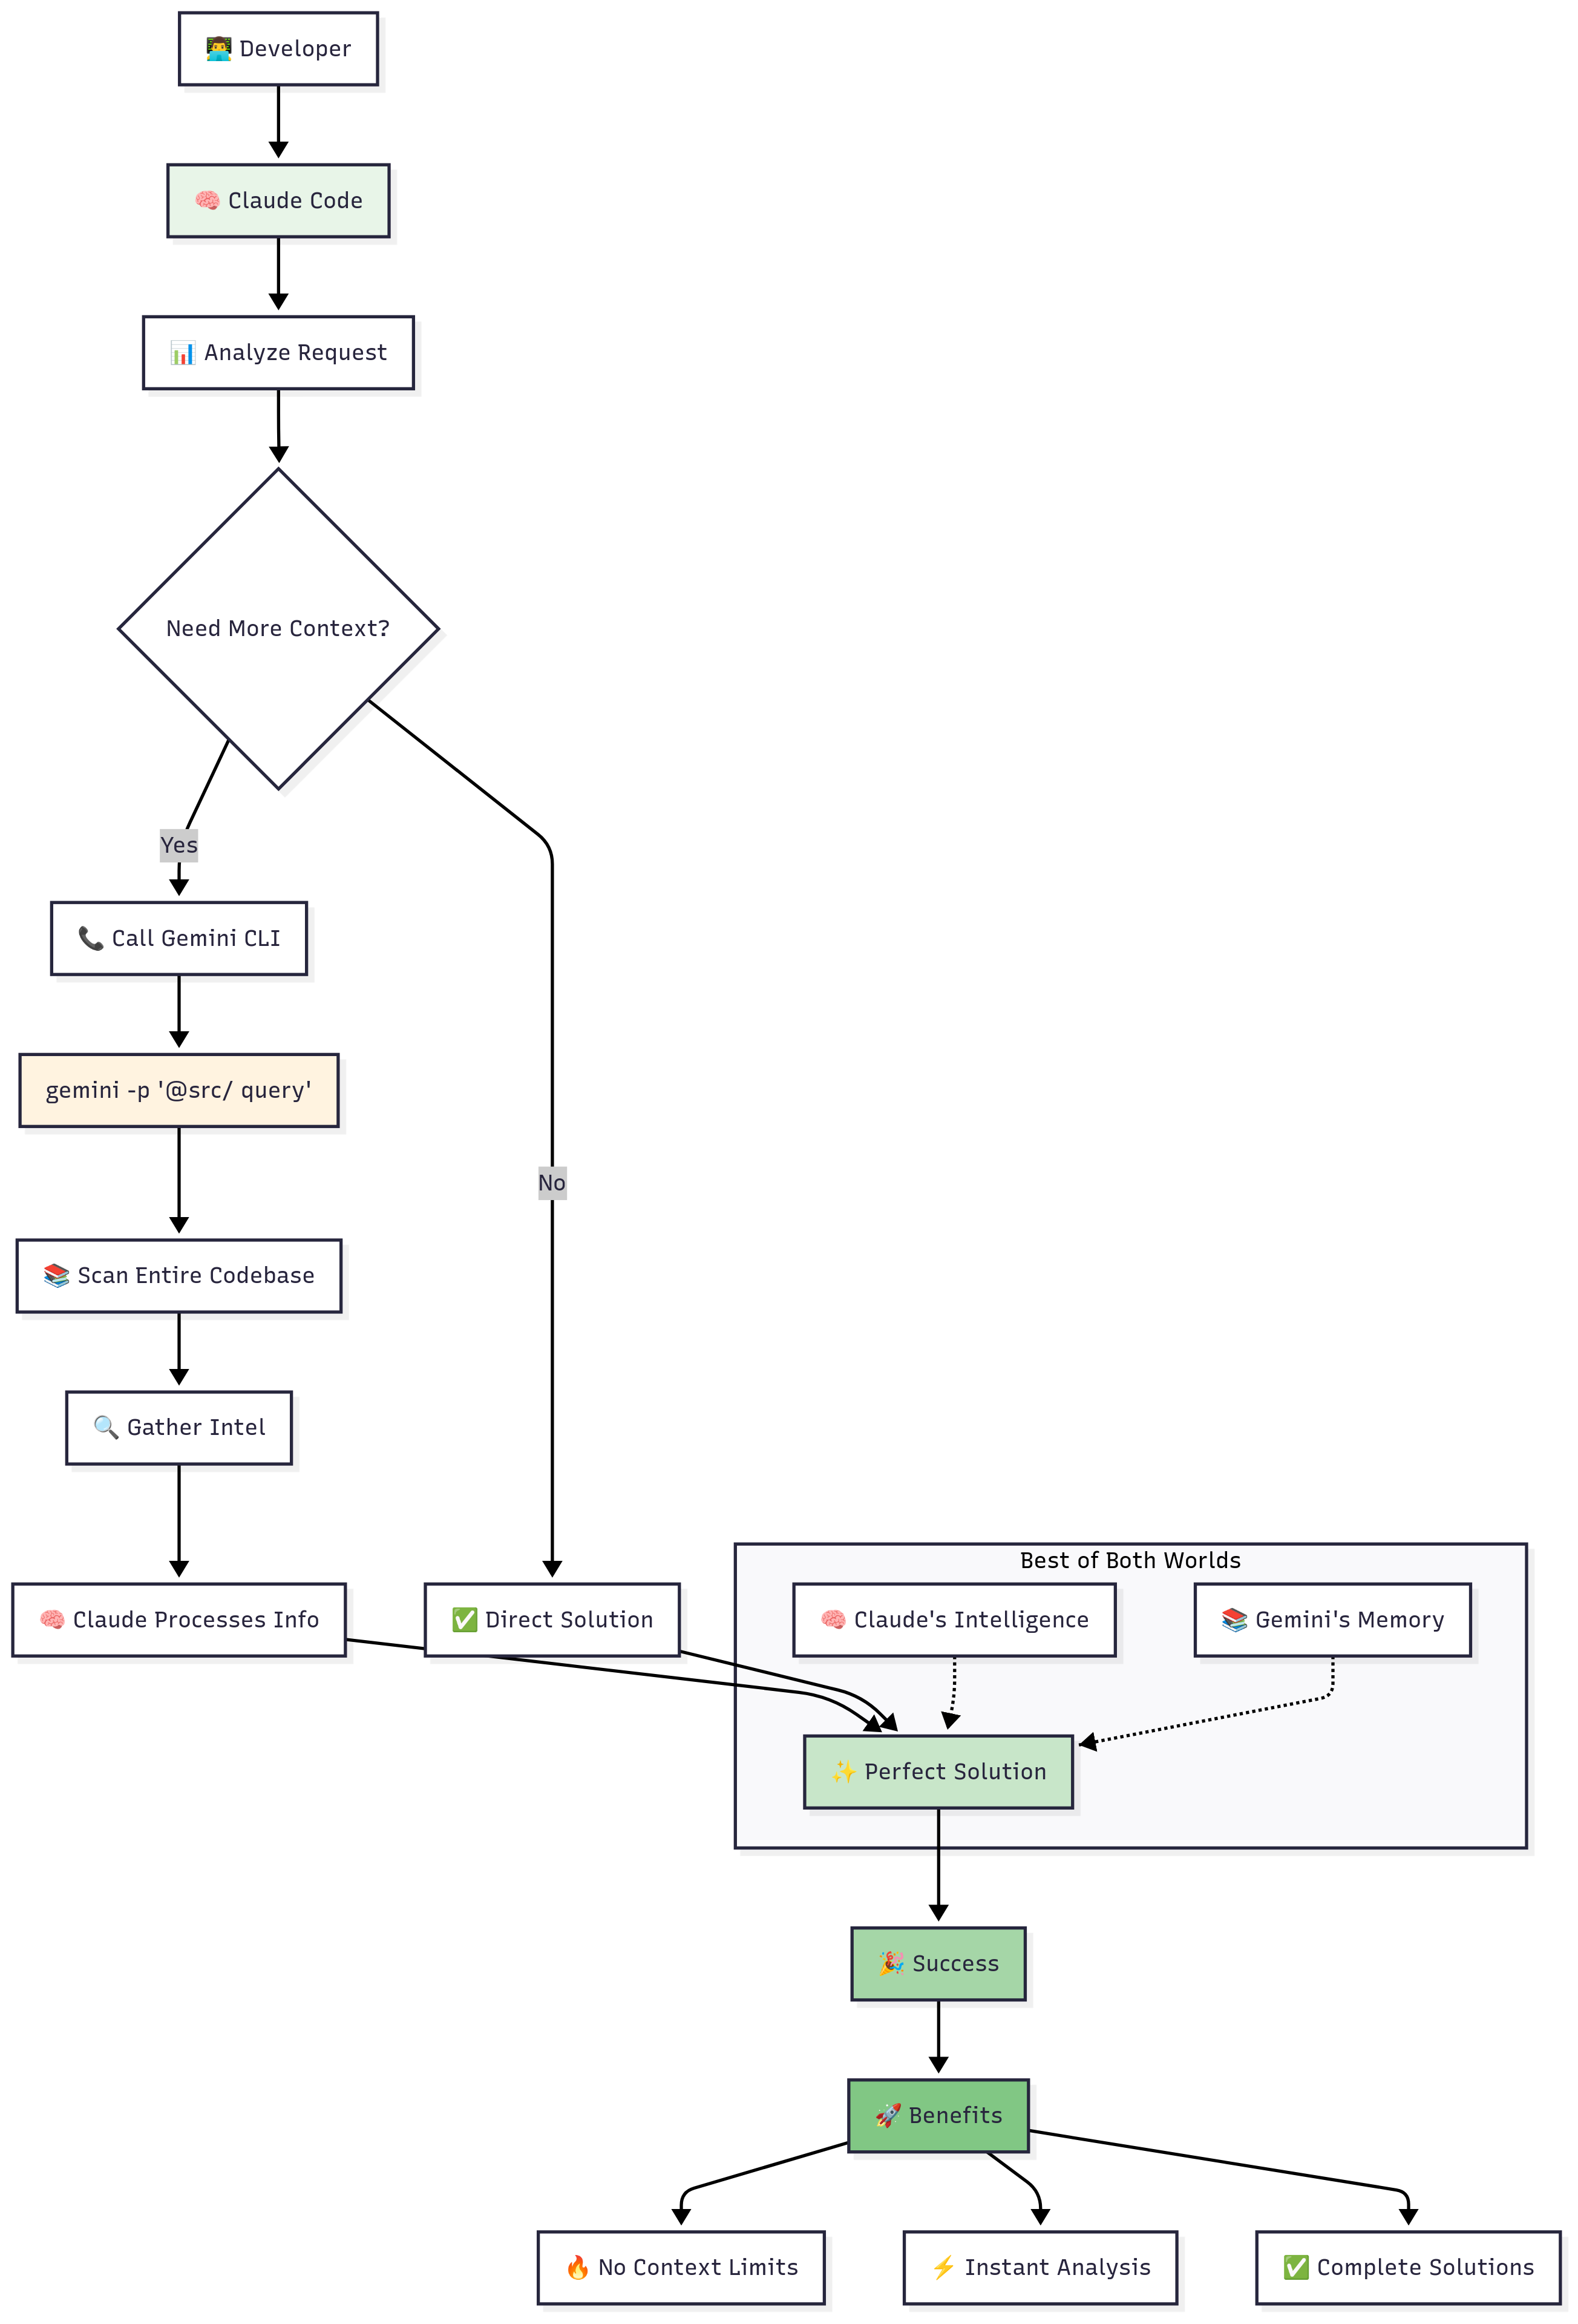 👨‍💻 Developer
🧠 Claude Code
📊 Analyze Request
Need More Context?
Yes
📞 Call Gemini CLI
gemini -p '@src/ query'
No
📚 Scan Entire Codebase
🔍 Gather Intel
Best of Both Worlds
🧠 Claude Processes Info
✅ Direct Solution
🧠 Claude's Intelligence
📚 Gemini's Memory
✨ Perfect Solution
🎉 Success
🚀 Benefits
🔥 No Context Limits
⚡ Instant Analysis
✅ Complete Solutions